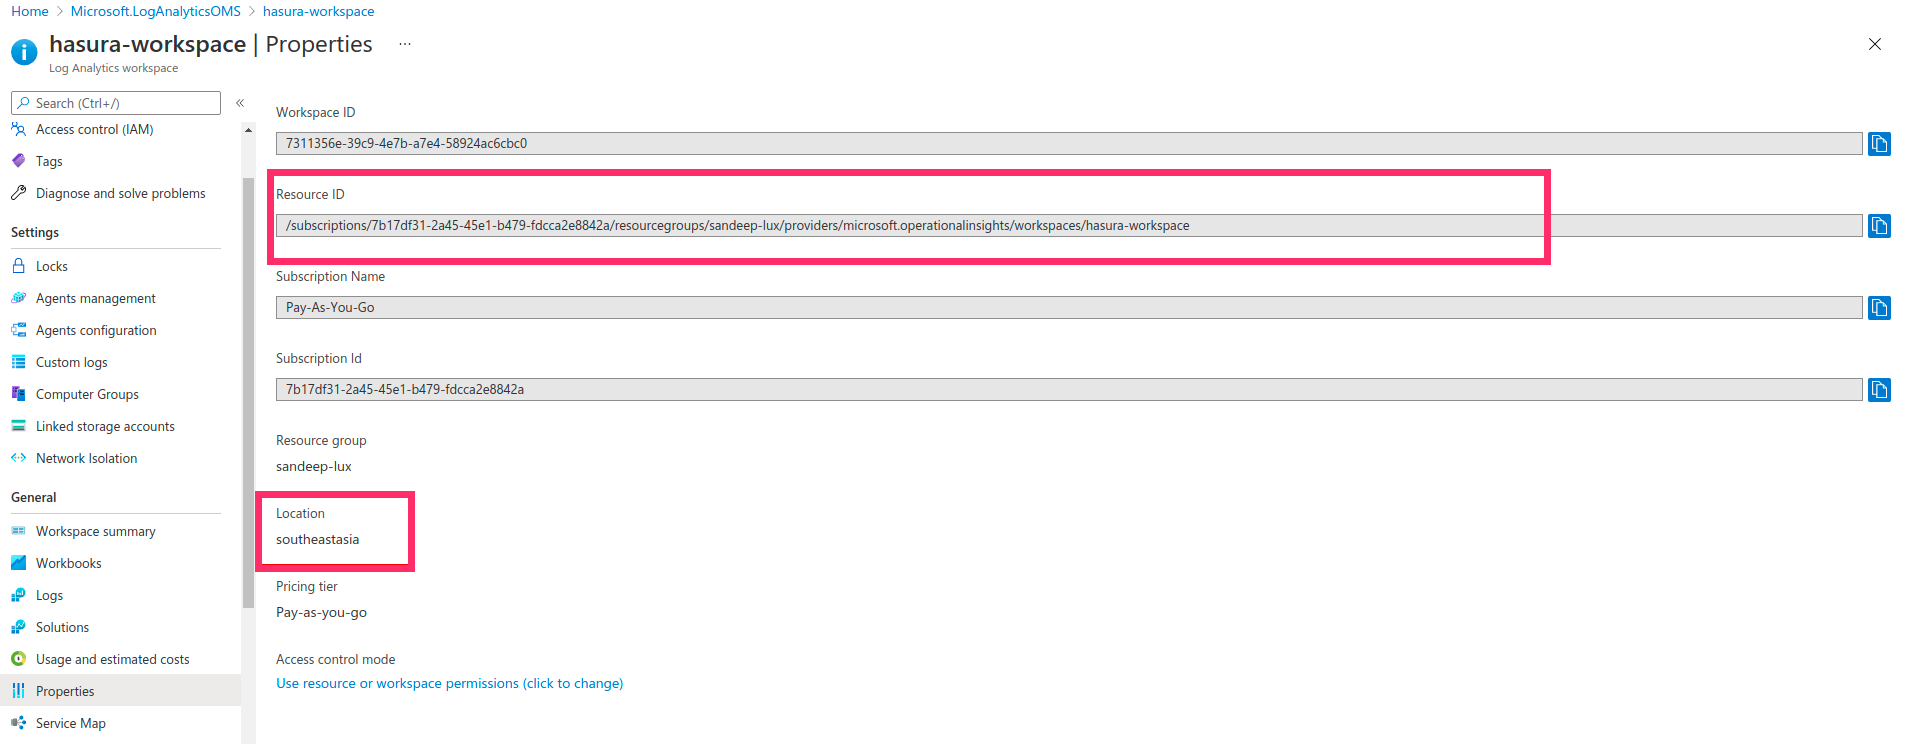 Home > Microsoft.LogAnalyticsOMS > hasura-workspace
hasura-workspace | Properties ...
Log Analytics workspace
Search (Ctrl+/)
«
Access control (IAM)
Tags
Diagnose and solve problems
Settings
Locks
Agents management
Agents configuration
Custom logs
Computer Groups
Linked storage accounts
Network Isolation
General
Workspace summary
Workbooks
Logs
Solutions
Usage and estimated costs
Properties
Service Map
Workspace ID
7311356e-39c9-4e7b-a7e4-58924ac6cbc0
Resource ID
/subscriptions/7b17df31-2a45-45e1-b479-fdcca2e8842a/resourcegroups/sandeep-lux/providers/microsoft.operationalinsights/workspaces/hasura-workspace
Subscription Name
Pay-As-You-Go
Subscription Id
7b17df31-2a45-45e1-b479-fdcca2e8842a
Resource group
sandeep-lux
Location
southeastasia
Pricing tier
Pay-as-you-go
Access control mode
Use resource or workspace permissions (click to change)